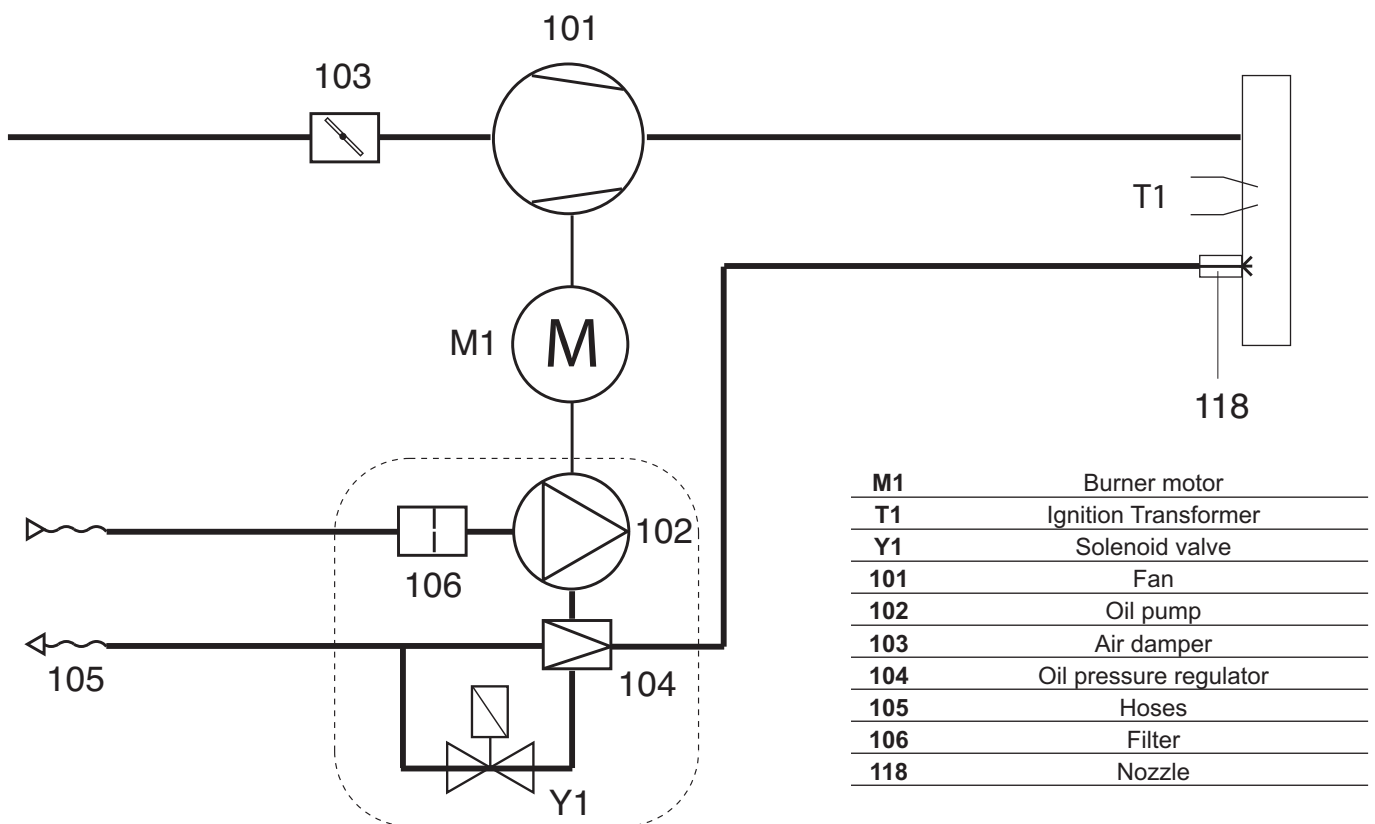 101
103
T1
M1
M
118
102
106
105
104
Y1
M1 Burner motor
T1 Ignition Transformer
Y1 Solenoid valve
101 Fan
102 Oil pump
103 Air damper
104 Oil pressure regulator
105 Hoses
106 Filter
118 Nozzle